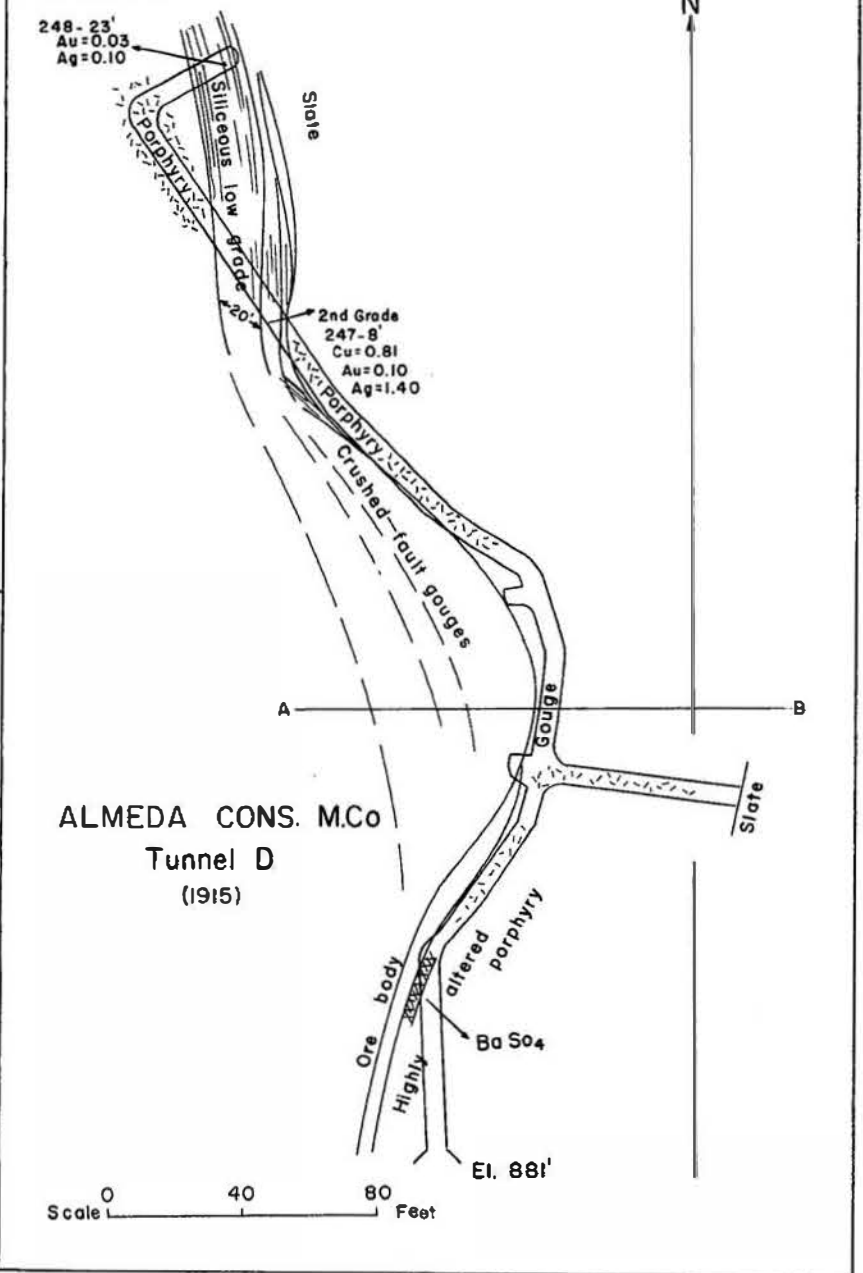 N
248-23'
Au=0.03
Ag=0.10
Slate
Siliceous low grade
Porphyry
20'
2nd Grade
247-8'
Cu=0.81
Au=0.10
Ag=1.40
Porphyry
Crushed fault gouges
A
B
Gouge
Slate
ALMEDA CONS. M.Co
Tunnel D
(1915)
Ore body
Highly altered porphyry
Ba So4
El. 881'
0 40 80
Scale Feet